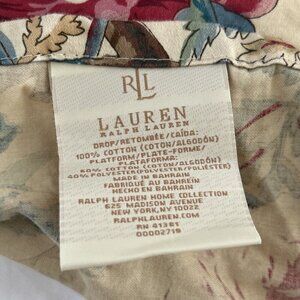 RLL
LAUREN
RALPH LAUREN
DROP/RETOMBÉE/CAÍDA:
100% COTTON (COTON/ALGODÓN)
PLATFORM/PLATE-FORME/
PLATAFORMA:
60% COTTON (COTON/ALGODÓN)
40% POLYESTER(POLYESTER/POLIÉSTER)
MADE IN BAHRAIN
FABRIQUÉ AU BAHREÏN
HECHO EN BAHRAIN
RALPH LAUREN HOME COLLECTION
625 MADISON AVENUE
NEW YORK, NY
10022
RALPHLAUREN.COM
RN 41381
00002719